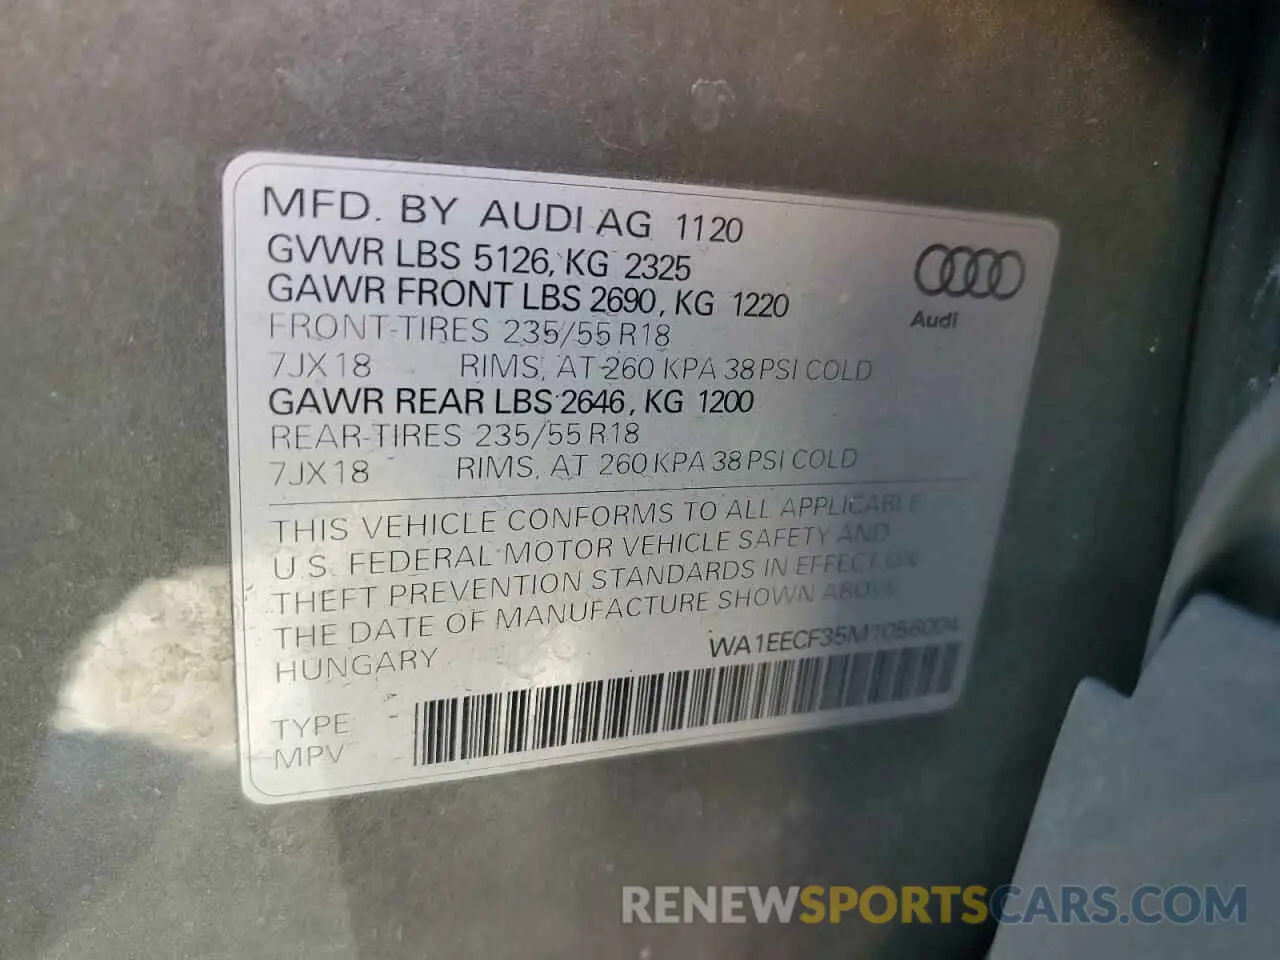 MFD. BY AUDI AG 1120
GVWR LBS 5126, KG 2325
GAWR FRONT LBS 2690, KG 1220
FRONT-TIRES 235/55 R18
7JX18 RIMS, AT 260 KPA 38 PSI COLD
GAWR REAR LBS 2646, KG 1200
REAR-TIRES 235/55 R18
7JX18 RIMS, AT 260 KPA 38 PSI COLD
Audi
THIS VEHICLE CONFORMS TO ALL APPLICABLE
U.S. FEDERAL MOTOR VEHICLE SAFETY AND
THEFT PREVENTION STANDARDS IN EFFECT ON
THE DATE OF MANUFACTURE SHOWN ABOVE
HUNGARY
WA1EECF35M1056004
TYPE
MPV
RENEWSPORTSCARS.COM